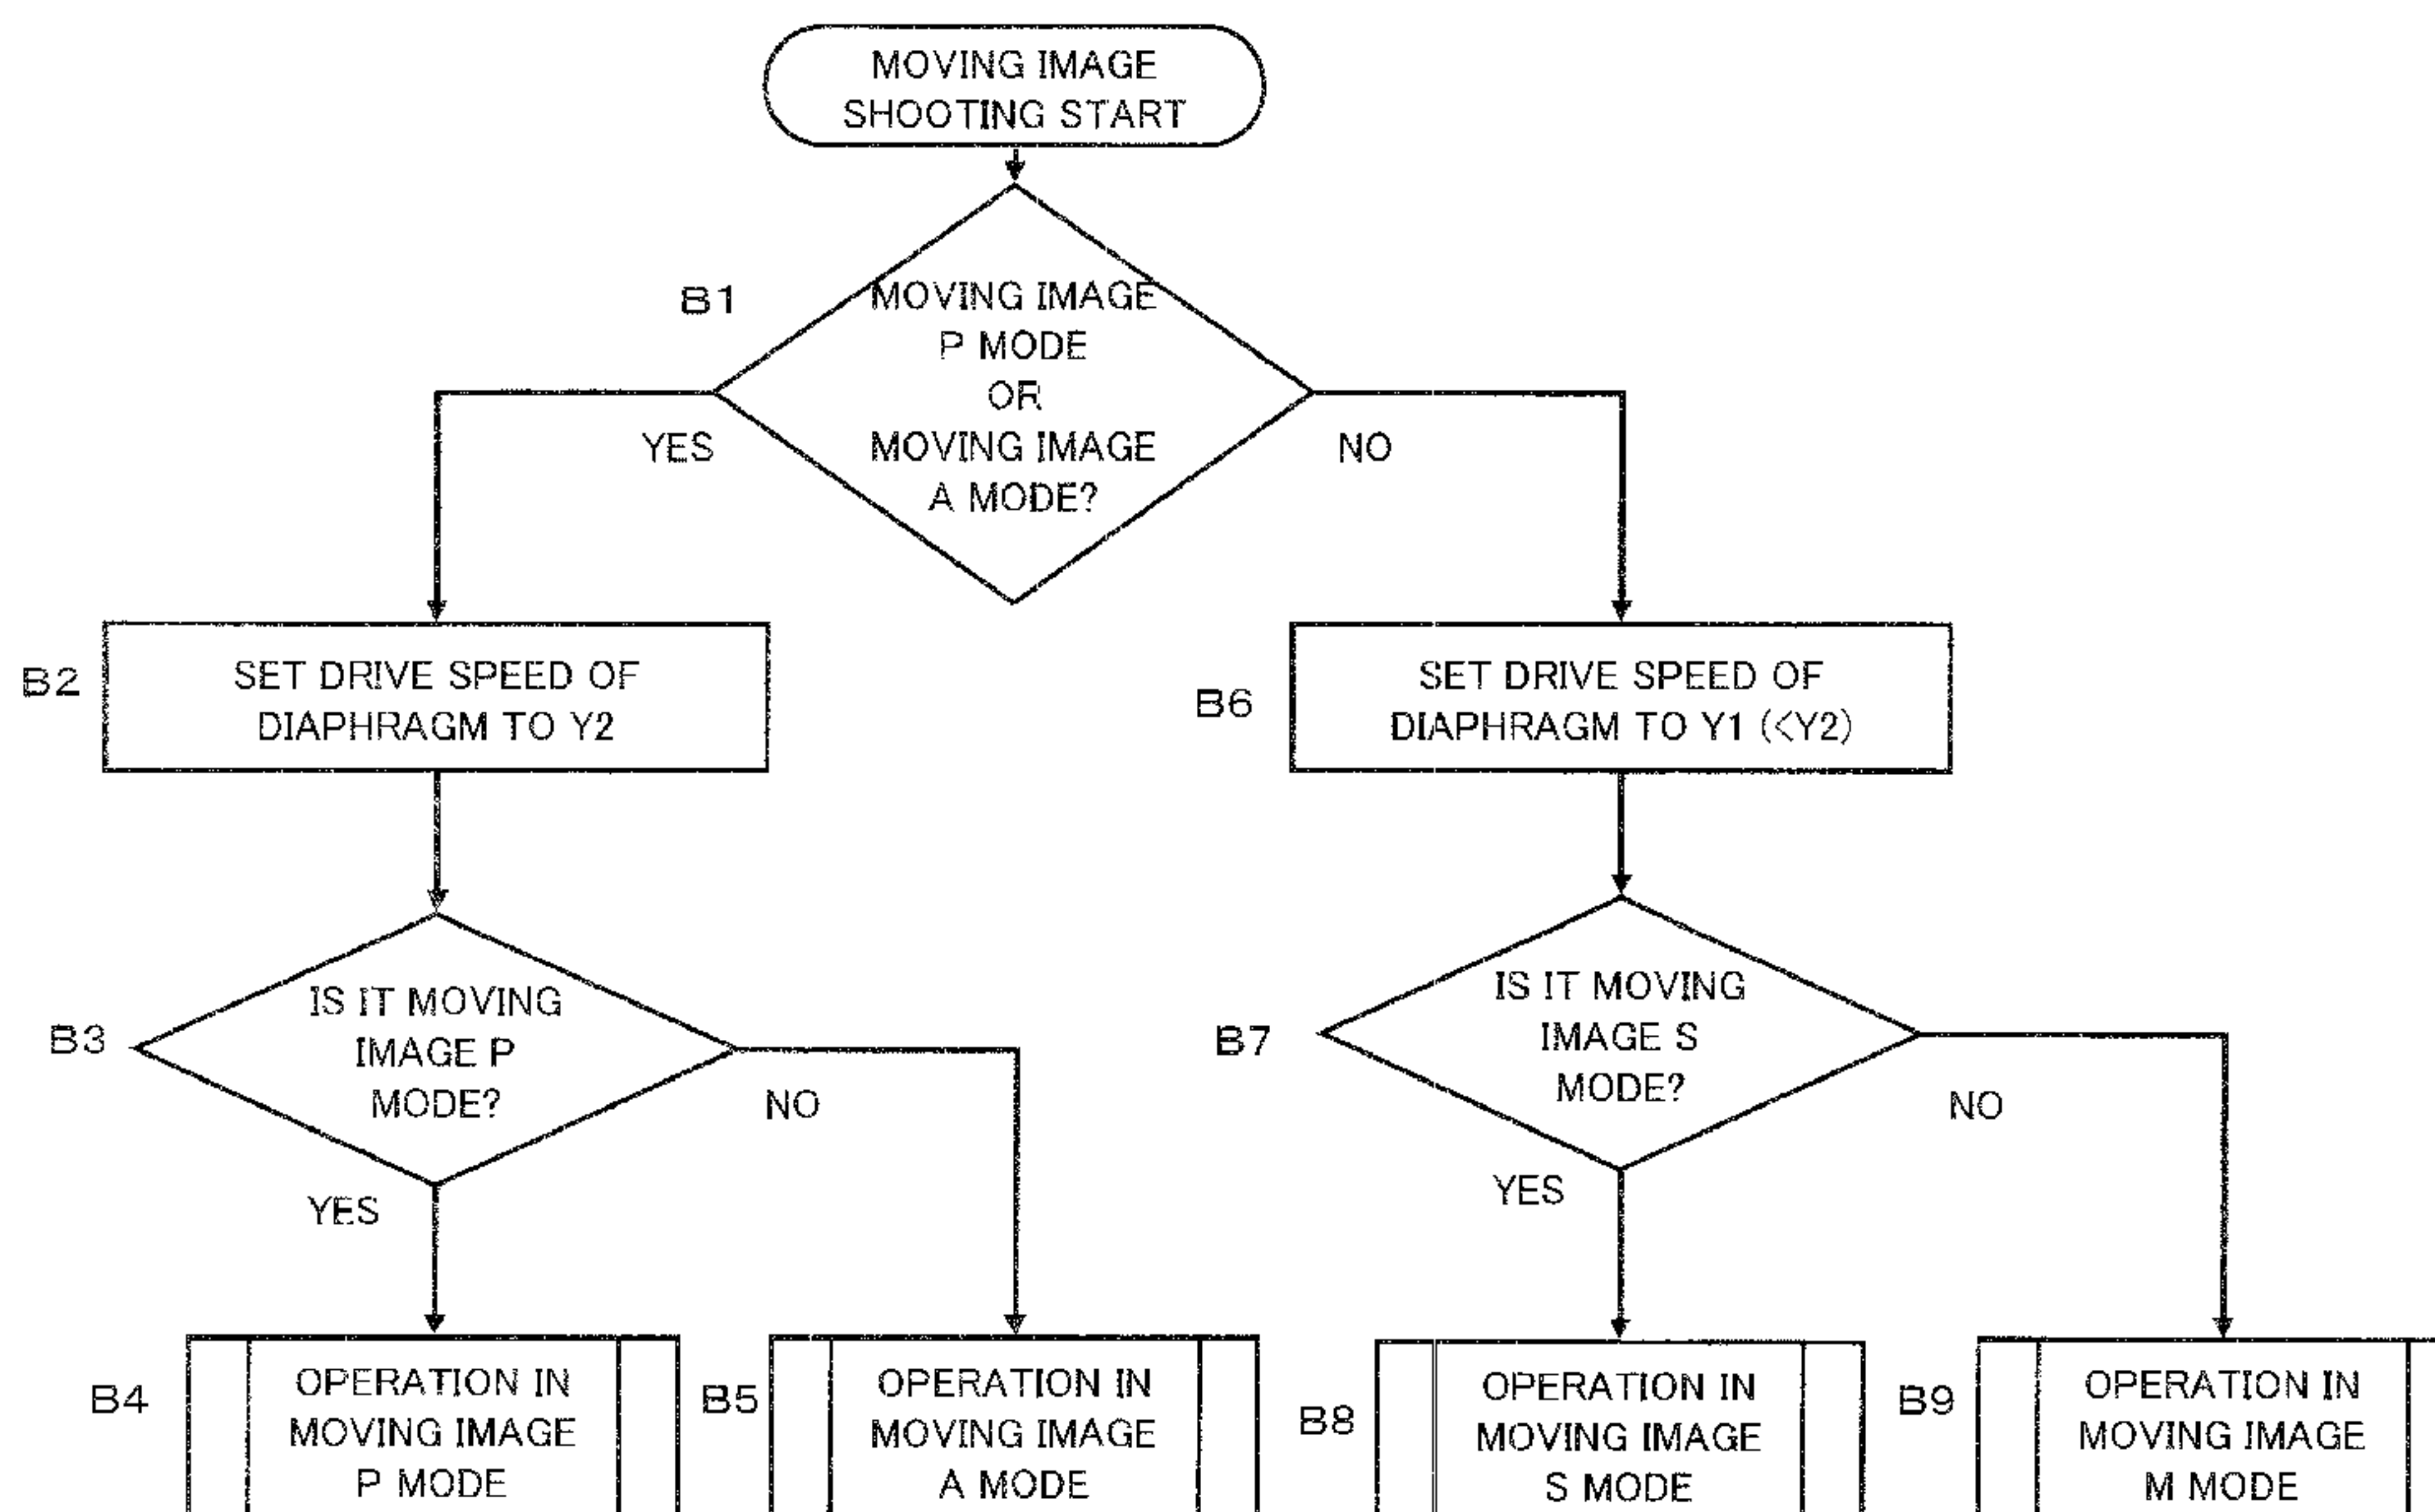 MOVING IMAGE
SHOOTING START
B1
MOVING IMAGE
P MODE
OR
MOVING IMAGE
A MODE?
YES
NO
B2
SET DRIVE SPEED OF
DIAPHRAGM TO Y2
B6
SET DRIVE SPEED OF
DIAPHRAGM TO Y1 (<Y2)
B3
IS IT MOVING
IMAGE P
MODE?
NO
YES
B7
IS IT MOVING
IMAGE S
MODE?
NO
YES
B4
OPERATION IN
MOVING IMAGE
P MODE
B5
OPERATION IN
MOVING IMAGE
A MODE
B8
OPERATION IN
MOVING IMAGE
S MODE
B9
OPERATION IN
MOVING IMAGE
M MODE